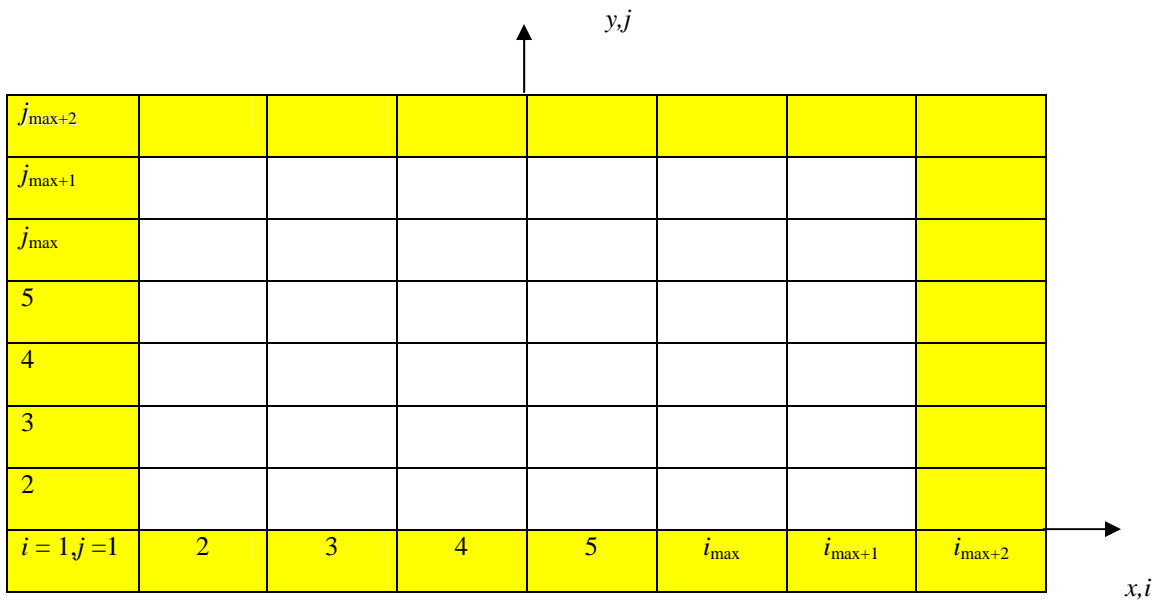 y,j
jmax+2
jmax+1
jmax
5
4
3
2
i = 1,j =1 2 3 4 5 imax imax+1 imax+2
x,i